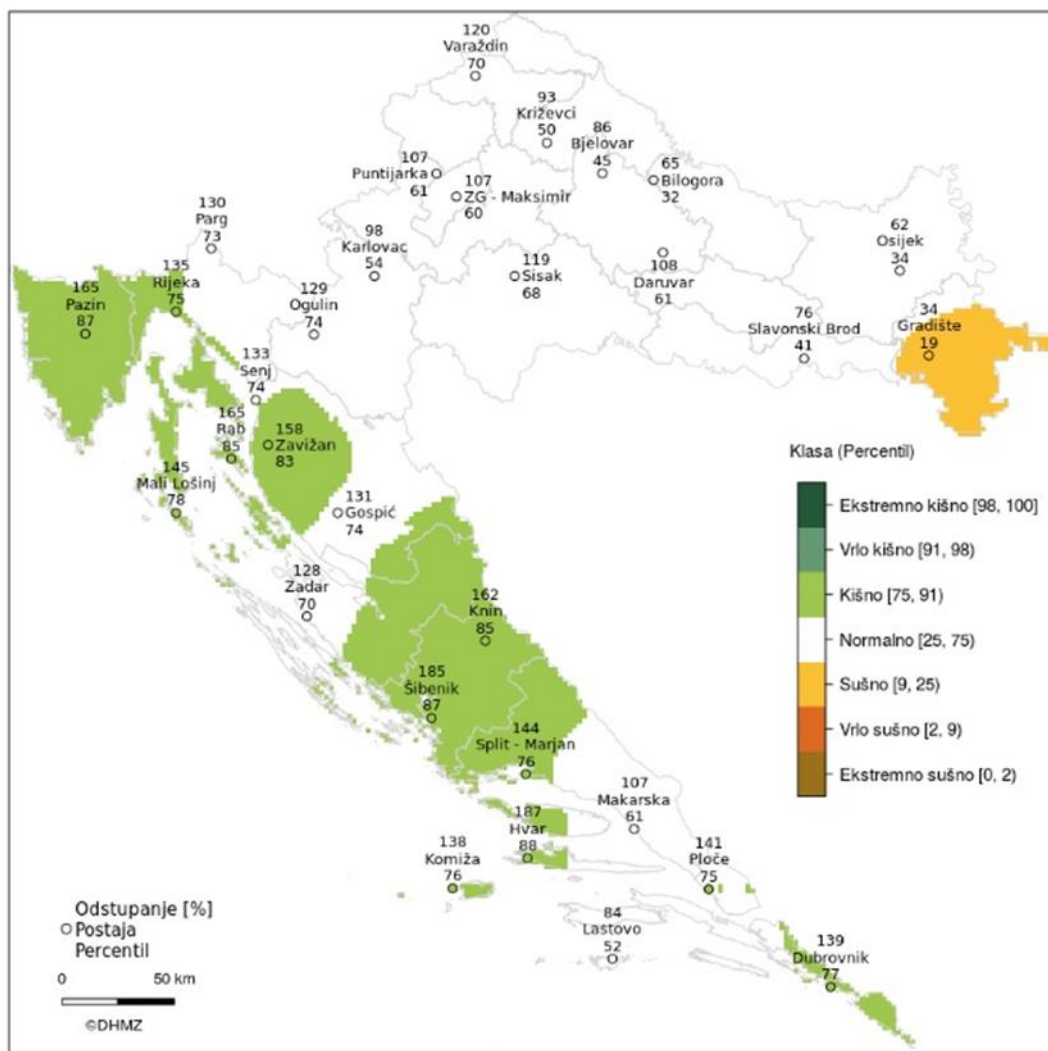 120
Varaždin
70
93
Križevci
50
86
Bjelovar
45
107
Puntijarka
61
107
ZG - Maksimir
60
65
Bilogora
32
130
Parg
73
98
Karlovac
54
119
Sisak
68
108
Daruvar
61
62
Osijek
34
165
Pazin
87
135
Rijeka
75
129
Ogulin
74
76
Slavonski Brod
41
34
Gradište
19
133
Senj
74
165
Rab
85
158
Zavižan
83
145
Mali Lošinj
78
131
Gospić
74
128
Zadar
70
162
Knin
85
185
Šibenik
87
144
Split - Marjan
76
107
Makarska
61
187
Hvar
88
138
Komiža
76
141
Ploče
75
84
Lastovo
52
139
Dubrovnik
77
Klasa (Percentil)
Ekstremno kišno [98, 100]
Vrlo kišno [91, 98)
Kišno [75, 91)
Normalno [25, 75)
Sušno [9, 25)
Vrlo sušno [2, 9)
Ekstremno sušno [0, 2)
Odstupanje [%]
Postaja
Percentil
0 50 km
©DHMZ